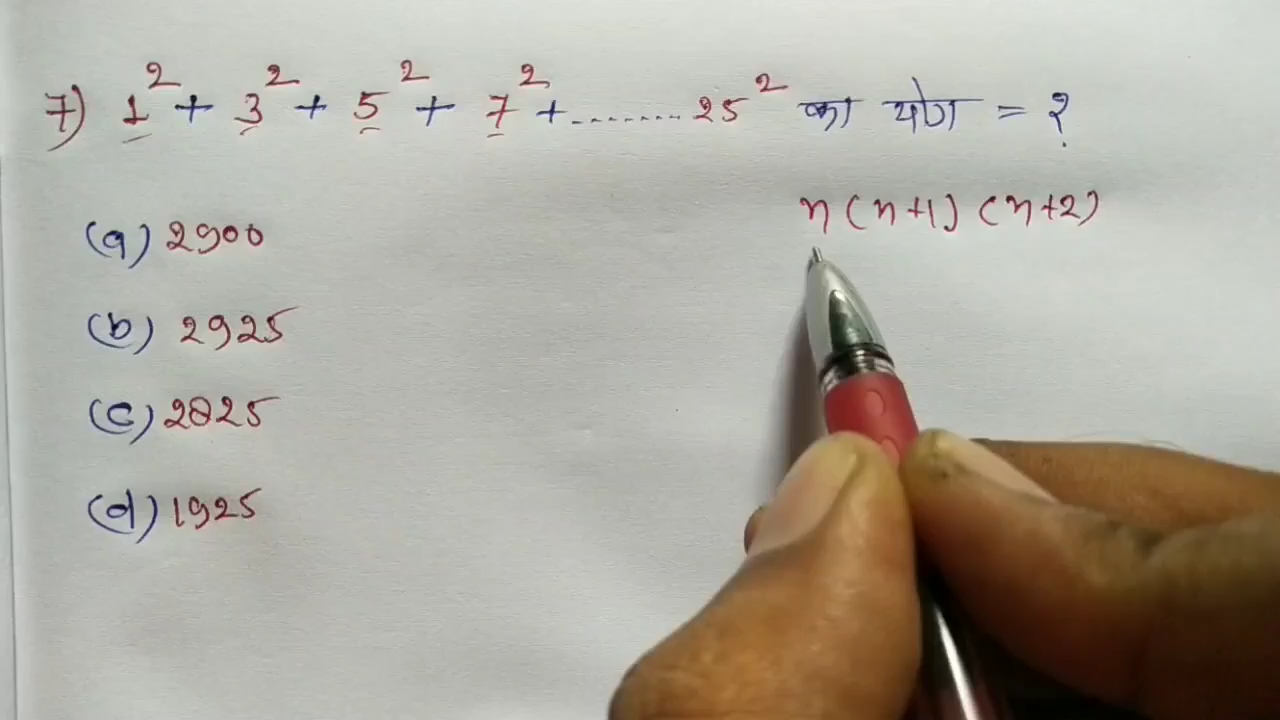 7) 1² + 3² + 5² + 7² + ........ 25² का योग = ?
n (n+1) (n+2)
(a) 2900
(b) 2925
(c) 2825
(d) 1925